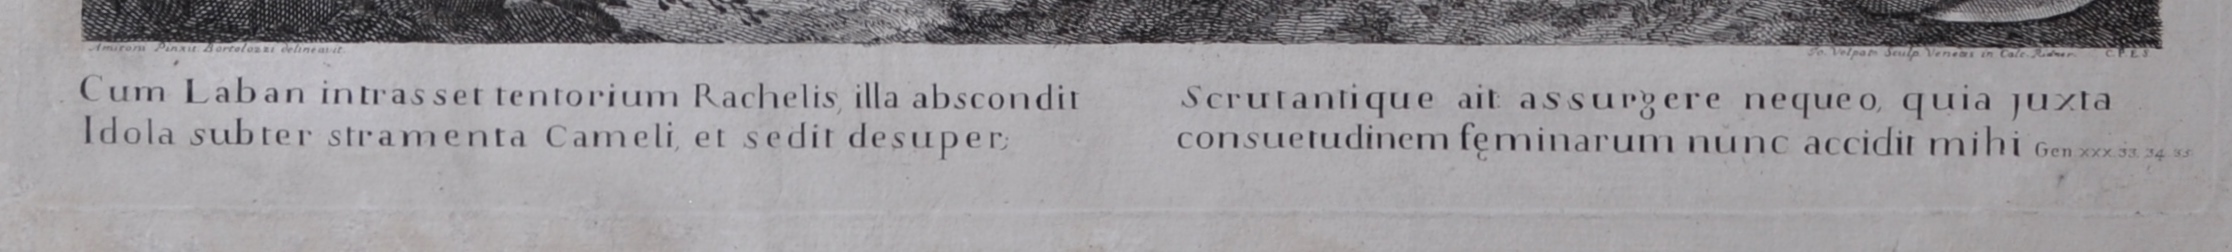 Amiconi Pinxit. Bartolozzi delineavit.
Jo. Volpato Sculp. Venetiis in Calc.
C.P.E.S.
Cum Laban intrasset tentorium Rachelis, illa abscondit
Idola subter stramenta Cameli, et sedit desuper;
Scrutantique ait: assurgere nequeo, quia juxta
consuetudinem fęminarum nunc accidit mihi Gen. xxx. 33. 34. 35